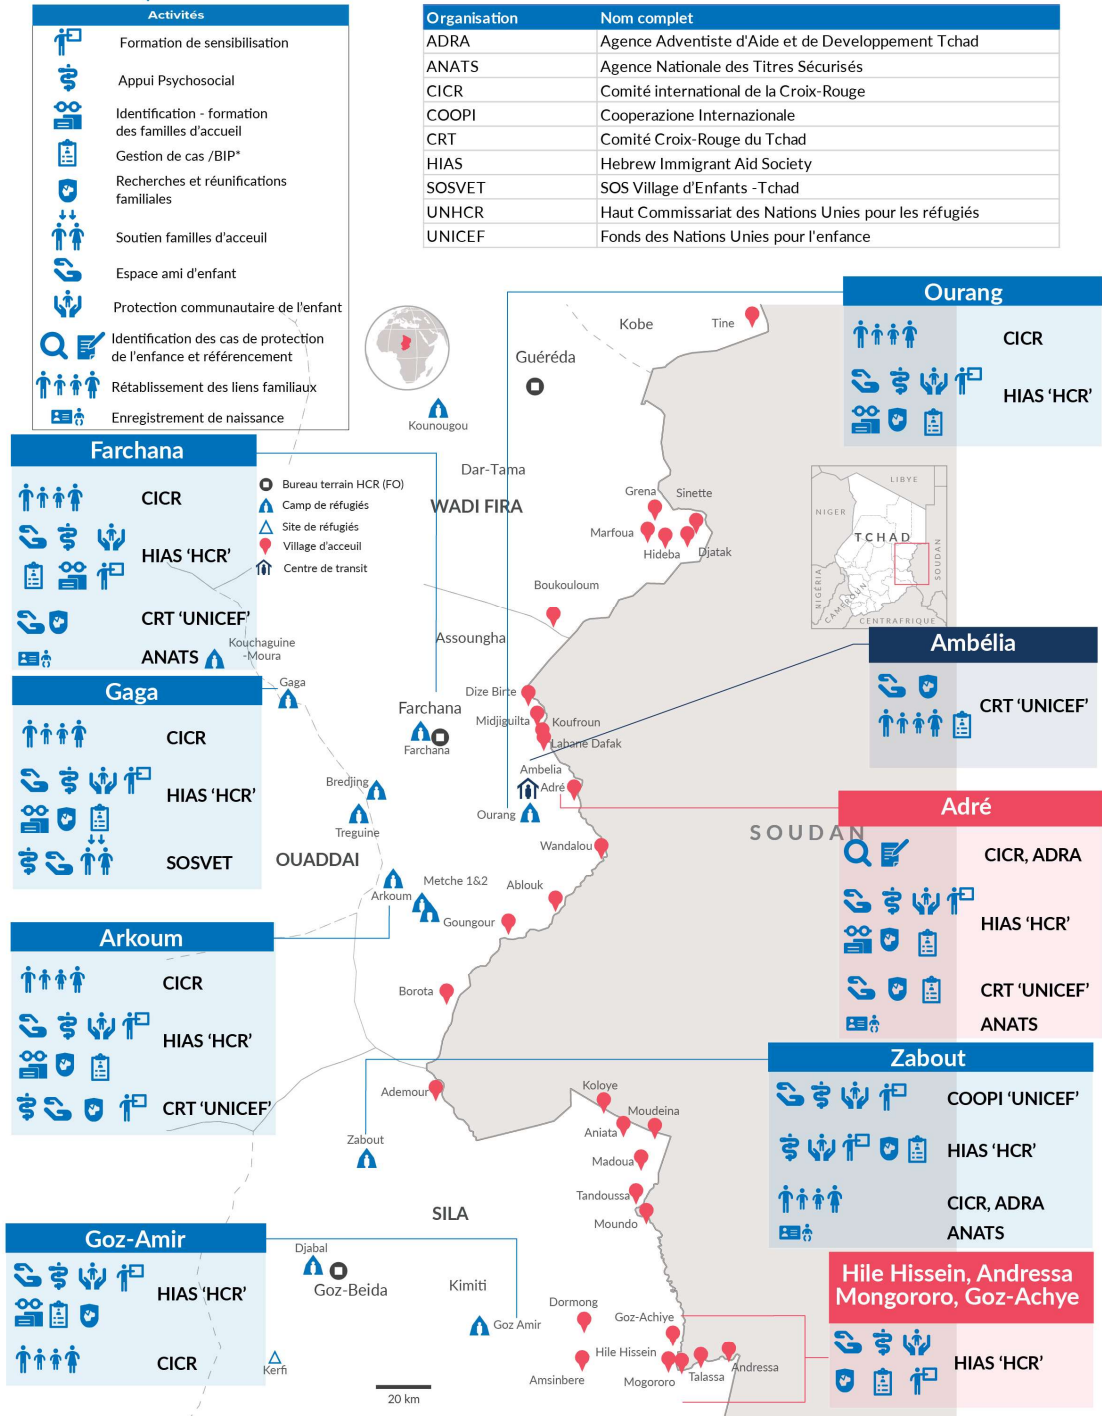 Activités
Formation de sensibilisation
Appui Psychosocial
Identification - formation
des familles d'accueil
Gestion de cas /BIP*
Recherches et réunifications
familiales
Soutien familles d'acceuil
Espace ami d'enfant
Protection communautaire de l'enfant
Identification des cas de protection
de l'enfance et référencement
Rétablissement des liens familiaux
Enregistrement de naissance
Organisation Nom complet
ADRA Agence Adventiste d'Aide et de Developpement Tchad
ANATS Agence Nationale des Titres Sécurisés
CICR Comité international de la Croix-Rouge
COOPI Cooperazione Internazionale
CRT Comité Croix-Rouge du Tchad
HIAS Hebrew Immigrant Aid Society
SOSVET SOS Village d'Enfants -Tchad
UNHCR Haut Commissariat des Nations Unies pour les réfugiés
UNICEF Fonds des Nations Unies pour l'enfance
Ourang
CICR
HIAS ‘HCR’
Kobe
Tine
Guéréda
Kounougou
Farchana
CICR
HIAS ‘HCR’
CRT ‘UNICEF’
ANATS
Bureau terrain HCR (FO)
Camp de réfugiés
Site de réfugiés
Village d'acceuil
Centre de transit
Dar-Tama
WADI FIRA
Grena
Sinette
Marfoua
Hideba
Djatak
Boukouloum
Assoungha
LIBYE
NIGER
TCHAD
SOUDAN
NIGÉRIA
CAMEROUN
CENTRAFRIQUE
Kouchaguine
-Moura
Gaga
Gaga
CICR
HIAS ‘HCR’
SOSVET
Ambélia
CRT ‘UNICEF’
Dize Birte
Farchana
Farchana
Midjiguilta
Koufroun
Labane Dafak
Ambelia
Adré
Bredjing
Ourang
Treguine
SOUDAN
Wandalou
OUADDAI
Metche 1&2
Ablouk
Arkoum
Goungour
Adré
CICR, ADRA
HIAS ‘HCR’
CRT ‘UNICEF’
ANATS
Arkoum
CICR
HIAS ‘HCR’
CRT ‘UNICEF’
Borota
Ademour
Koloye
Moudeina
Aniata
Zabout
Madoua
Tandoussa
Moundo
SILA
Zabout
COOPI ‘UNICEF’
HIAS ‘HCR’
CICR, ADRA
ANATS
Goz-Amir
HIAS ‘HCR’
CICR
Djabal
Goz-Beida
Kimiti
Dormong
Goz-Achiye
Goz Amir
Hile Hissein
Kerfi
Amsinbere
Mogororo
Talassa
Andressa
Hile Hissein, Andressa
Mongororo, Goz-Achye
HIAS ‘HCR’
20 km